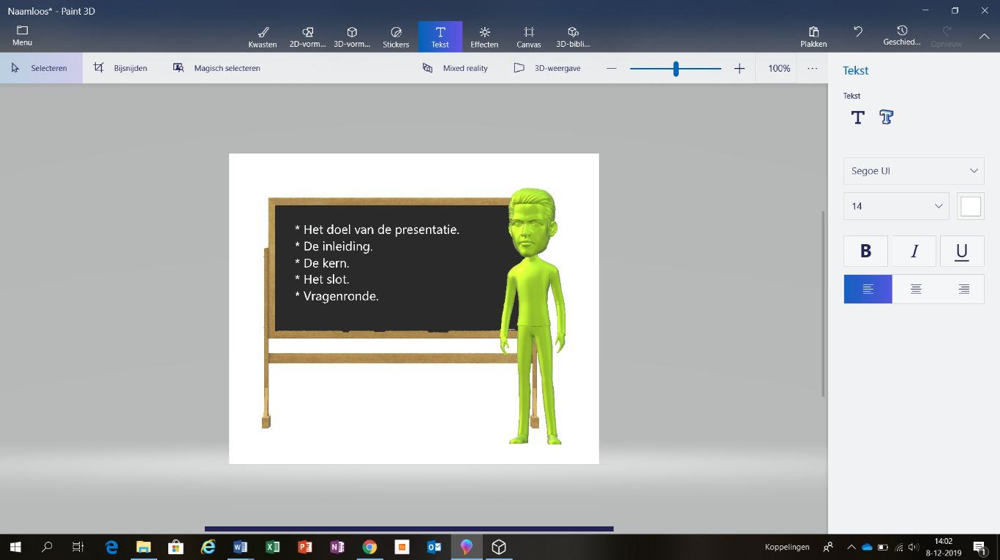 Naamloos* - Paint 3D
Menu
Kwasten
2D-vorm...
3D-vorm...
Stickers
Tekst
Effecten
Canvas
3D-bibli...
Plakken
Geschied...
Opnieuw
Selecteren
Bijsnijden
Magisch selecteren
Mixed reality
3D-weergave
100%
Tekst
Tekst
Segoe UI
14
B I U
* Het doel van de presentatie.
* De inleiding.
* De kern.
* Het slot.
* Vragenronde.
Koppelingen
14:02
8-12-2019
1